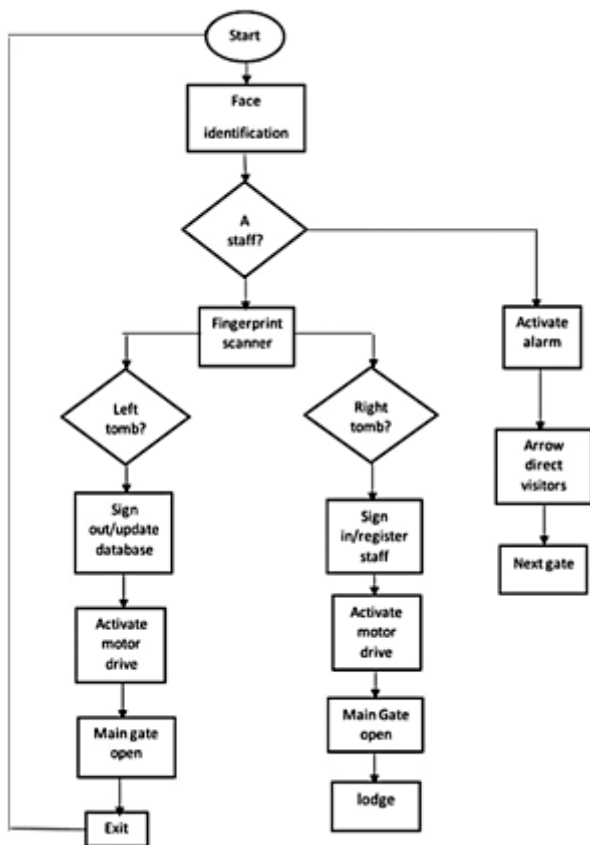 Start
Face
identification
A
staff?
Fingerprint
scanner
Activate
alarm
Left
tomb?
Right
tomb?
Arrow
direct
visitors
Sign
out/update
database
Sign
in/register
staff
Next gate
Activate
motor
drive
Activate
motor
drive
Main gate
open
Main Gate
open
Exit
lodge